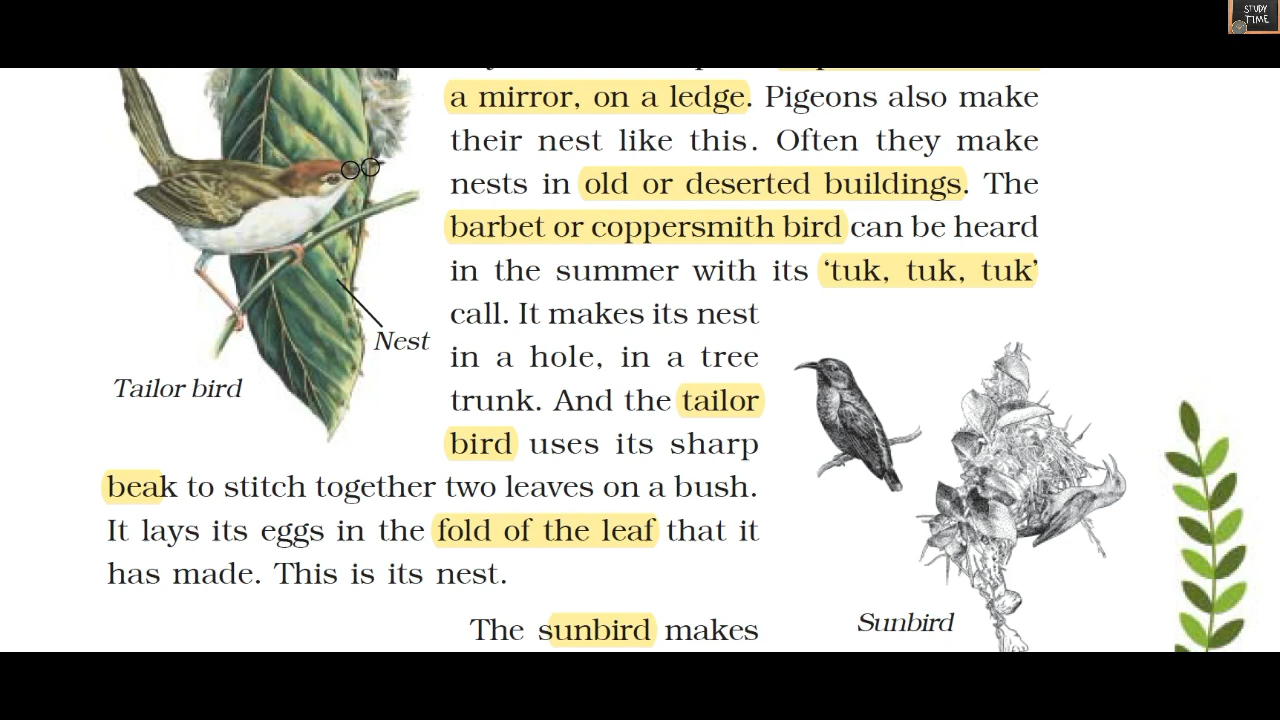 STUDY
TIME
a mirror, on a ledge. Pigeons also make
their nest like this. Often they make
nests in old or deserted buildings. The
barbet or coppersmith bird can be heard
in the summer with its ‘tuk, tuk, tuk’
call. It makes its nest
in a hole, in a tree
trunk. And the tailor
bird uses its sharp
beak to stitch together two leaves on a bush.
It lays its eggs in the fold of the leaf that it
has made. This is its nest.
The sunbird makes
Nest
Tailor bird
Sunbird